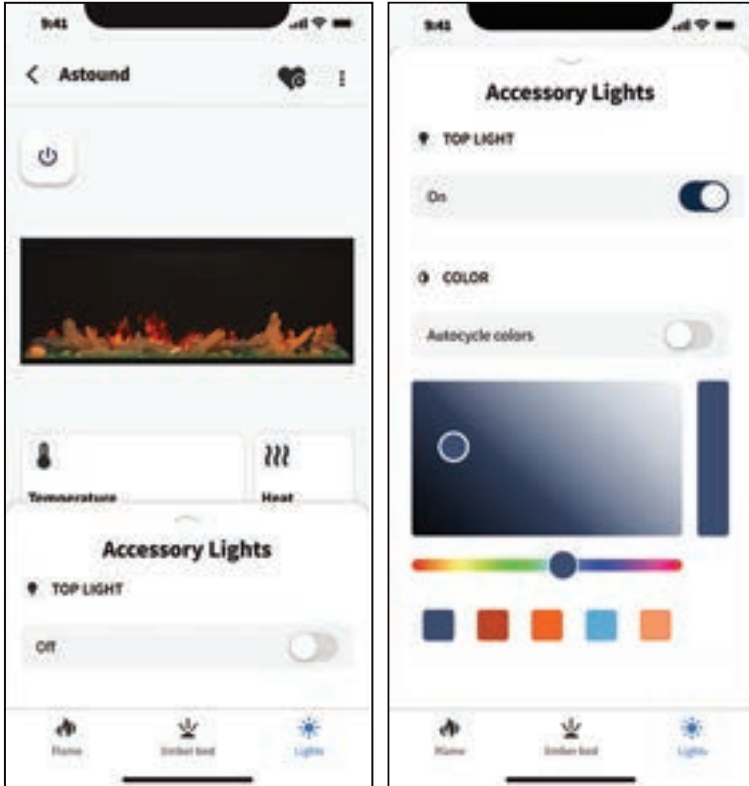 9:41
Astound
Temperature
Heat
Accessory Lights
TOP LIGHT
Off
Flame
Ember bed
Lights
9:41
Accessory Lights
TOP LIGHT
On
COLOR
Autocycle colors
Flame
Ember bed
Lights